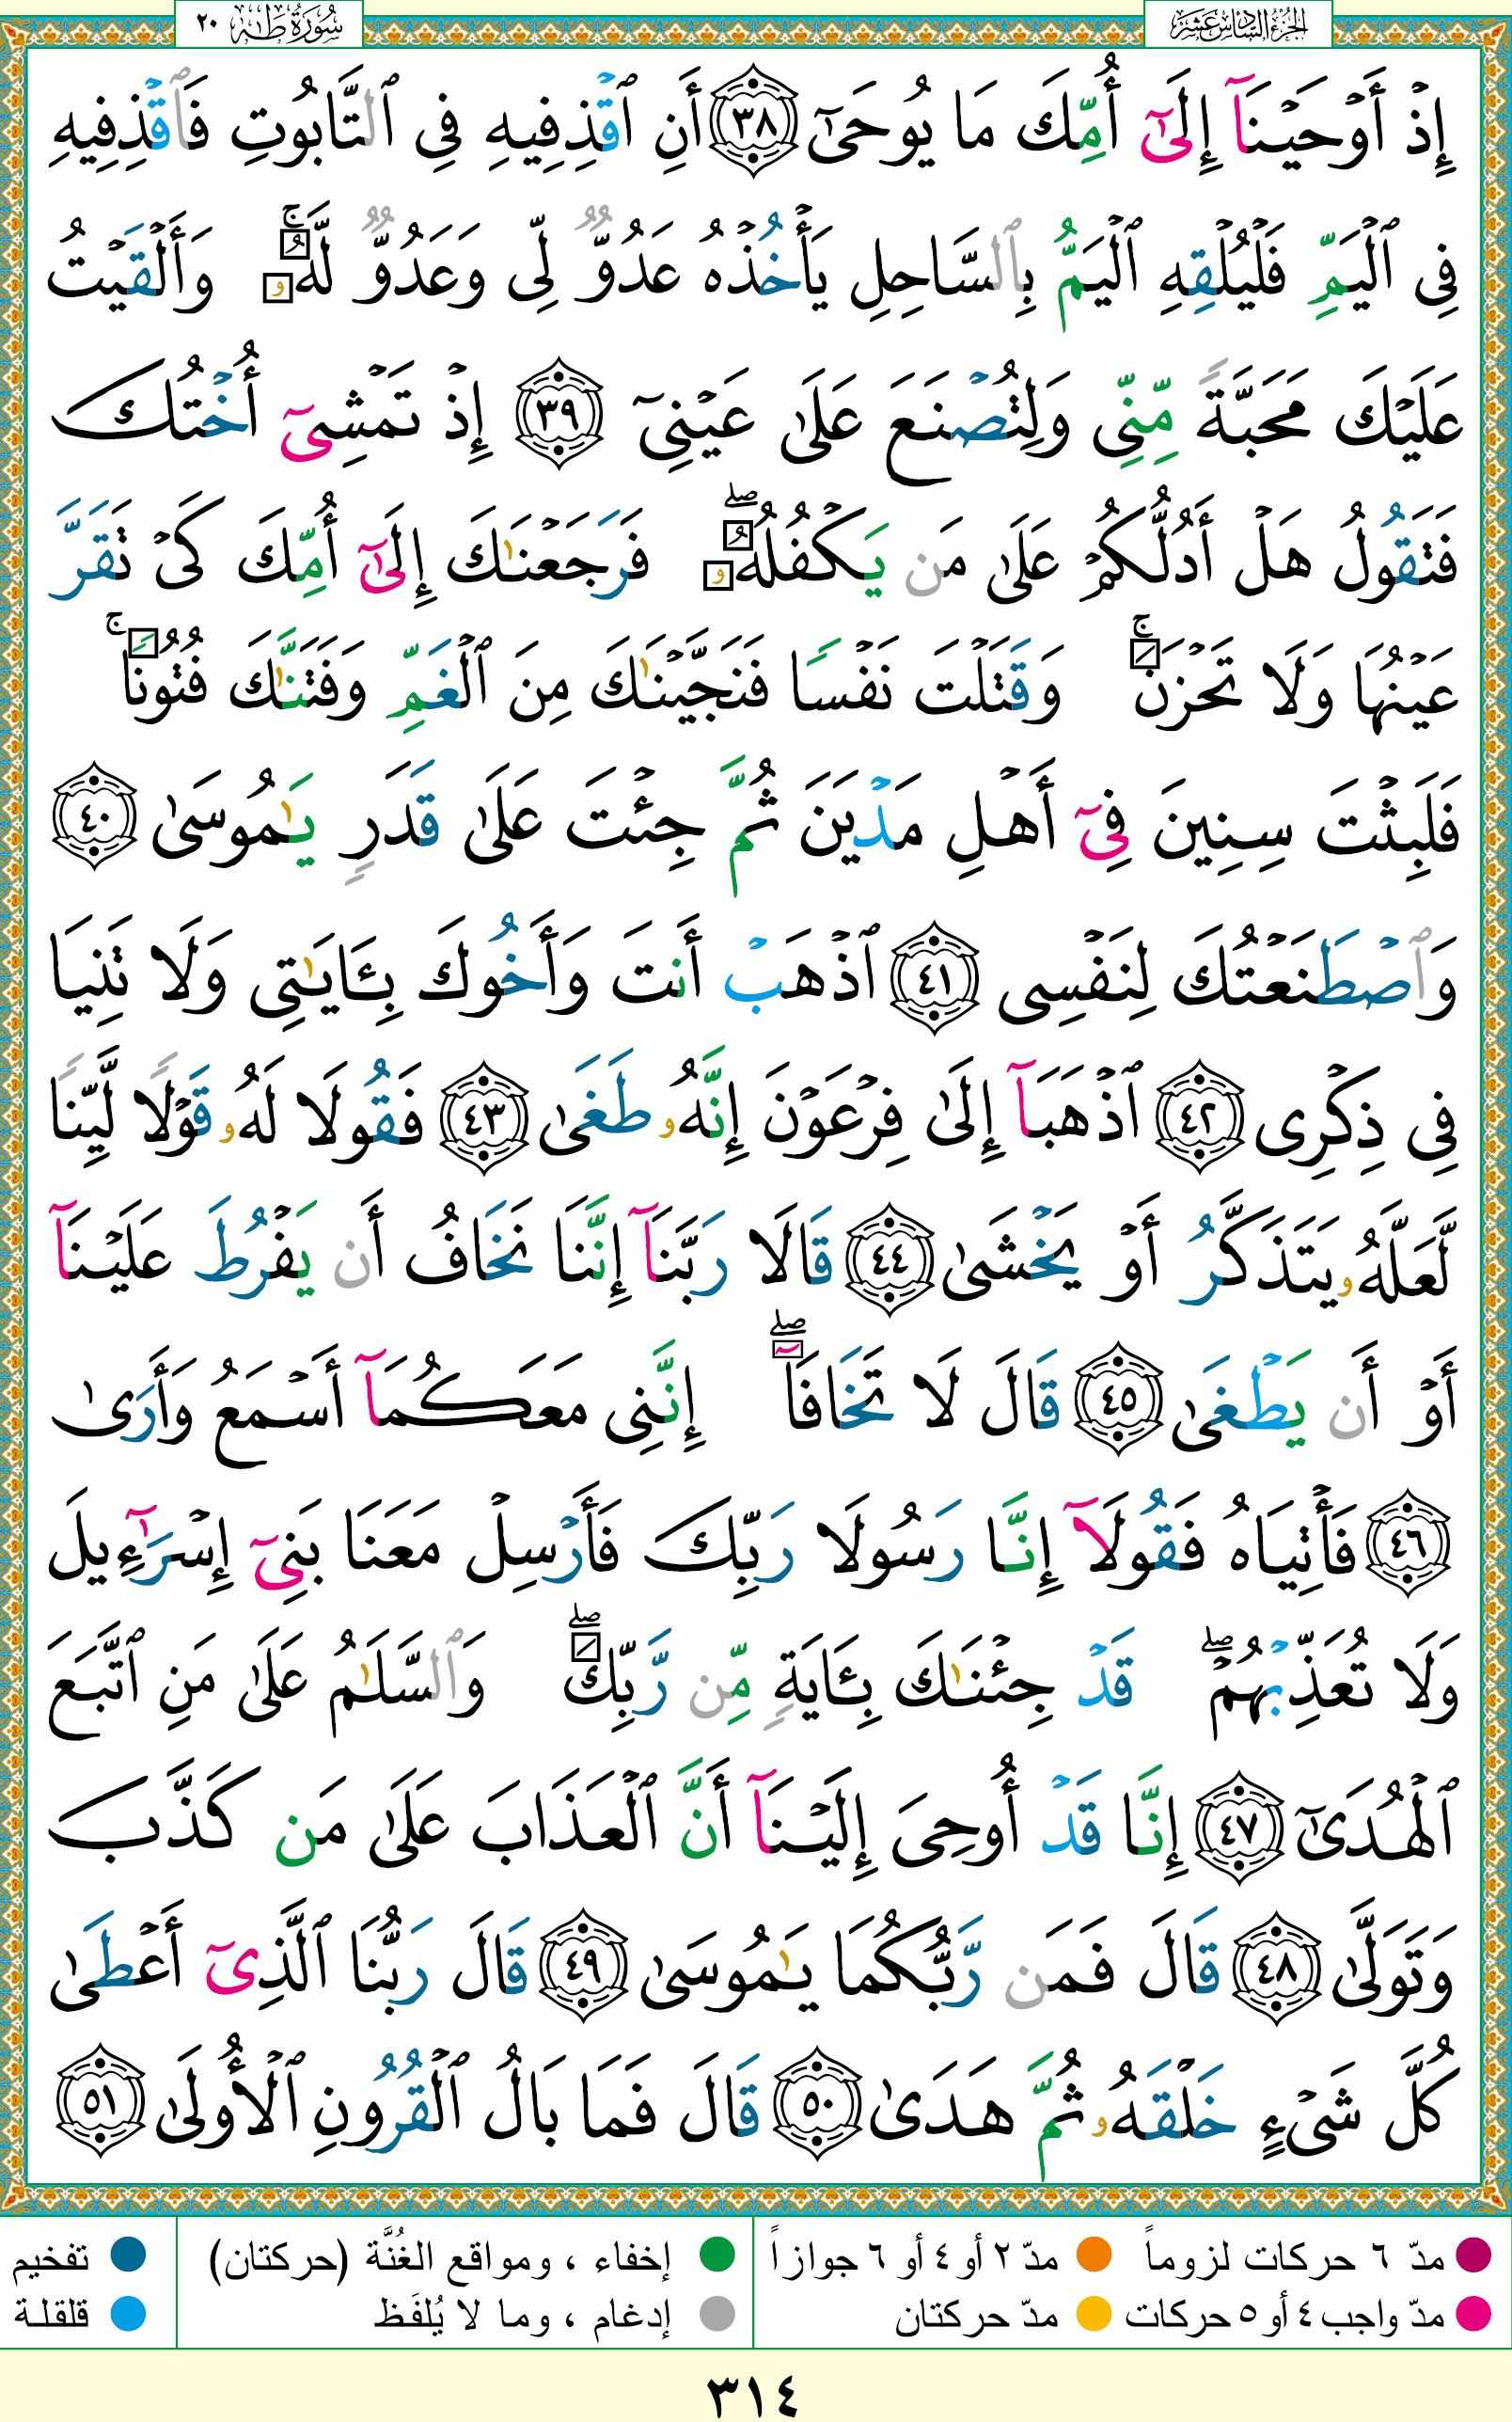 الجزء السادس عشر
سُورَةُ طٰهٰ ٢٠
إِذْ أَوْحَيْنَآ إِلَىٰٓ أُمِّكَ مَا يُوحَىٰٓ ٣٨ أَنِ ٱقْذِفِيهِ فِى ٱلتَّابُوتِ فَٱقْذِفِيهِ
فِى ٱلْيَمِّ فَلْيُلْقِهِ ٱلْيَمُّ بِٱلسَّاحِلِ يَأْخُذْهُ عَدُوٌّ لِّى وَعَدُوٌّ لَّهُۥ ۚ وَأَلْقَيْتُ
عَلَيْكَ مَحَبَّةً مِّنِّى وَلِتُصْنَعَ عَلَىٰ عَيْنِىٓ ٣٩ إِذْ تَمْشِىٓ أُخْتُكَ
فَتَقُولُ هَلْ أَدُلُّكُمْ عَلَىٰ مَن يَكْفُلُهُۥ ۖ فَرَجَعْنَٰكَ إِلَىٰٓ أُمِّكَ كَىْ تَقَرَّ
عَيْنُهَا وَلَا تَحْزَنَ ۚ وَقَتَلْتَ نَفْسًا فَنَجَّيْنَٰكَ مِنَ ٱلْغَمِّ وَفَتَنَّٰكَ فُتُونًا ۚ
فَلَبِثْتَ سِنِينَ فِىٓ أَهْلِ مَدْيَنَ ثُمَّ جِئْتَ عَلَىٰ قَدَرٍ يَٰمُوسَىٰ ٤٠
وَٱصْطَنَعْتُكَ لِنَفْسِى ٤١ ٱذْهَبْ أَنتَ وَأَخُوكَ بِـَٔايَٰتِى وَلَا تَنِيَا
فِى ذِكْرِى ٤٢ ٱذْهَبَآ إِلَىٰ فِرْعَوْنَ إِنَّهُۥ طَغَىٰ ٤٣ فَقُولَا لَهُۥ قَوْلًا لَّيِّنًا
لَّعَلَّهُۥ يَتَذَكَّرُ أَوْ يَخْشَىٰ ٤٤ قَالَا رَبَّنَآ إِنَّنَا نَخَافُ أَن يَفْرُطَ عَلَيْنَآ
أَوْ أَن يَطْغَىٰ ٤٥ قَالَ لَا تَخَافَآ ۖ إِنَّنِى مَعَكُمَآ أَسْمَعُ وَأَرَىٰ
٤٦ فَأْتِيَاهُ فَقُولَآ إِنَّا رَسُولَا رَبِّكَ فَأَرْسِلْ مَعَنَا بَنِىٓ إِسْرَٰٓءِيلَ
وَلَا تُعَذِّبْهُمْ ۖ قَدْ جِئْنَٰكَ بِـَٔايَةٍ مِّن رَّبِّكَ ۖ وَٱلسَّلَٰمُ عَلَىٰ مَنِ ٱتَّبَعَ
ٱلْهُدَىٰٓ ٤٧ إِنَّا قَدْ أُوحِىَ إِلَيْنَآ أَنَّ ٱلْعَذَابَ عَلَىٰ مَن كَذَّبَ
وَتَوَلَّىٰ ٤٨ قَالَ فَمَن رَّبُّكُمَا يَٰمُوسَىٰ ٤٩ قَالَ رَبُّنَا ٱلَّذِىٓ أَعْطَىٰ
كُلَّ شَىْءٍ خَلْقَهُۥ ثُمَّ هَدَىٰ ٥٠ قَالَ فَمَا بَالُ ٱلْقُرُونِ ٱلْأُولَىٰ ٥١
مدّ ٦ حركات لزوماً مدّ ٢ أو ٤ أو ٦ جوازاً إخفاء ، ومواقع الغُنَّة (حركتان) تفخيم
مدّ واجب ٤ أو ٥ حركات مدّ حركتان إدغام ، وما لا يُلفَظ قلقلة
٣١٤